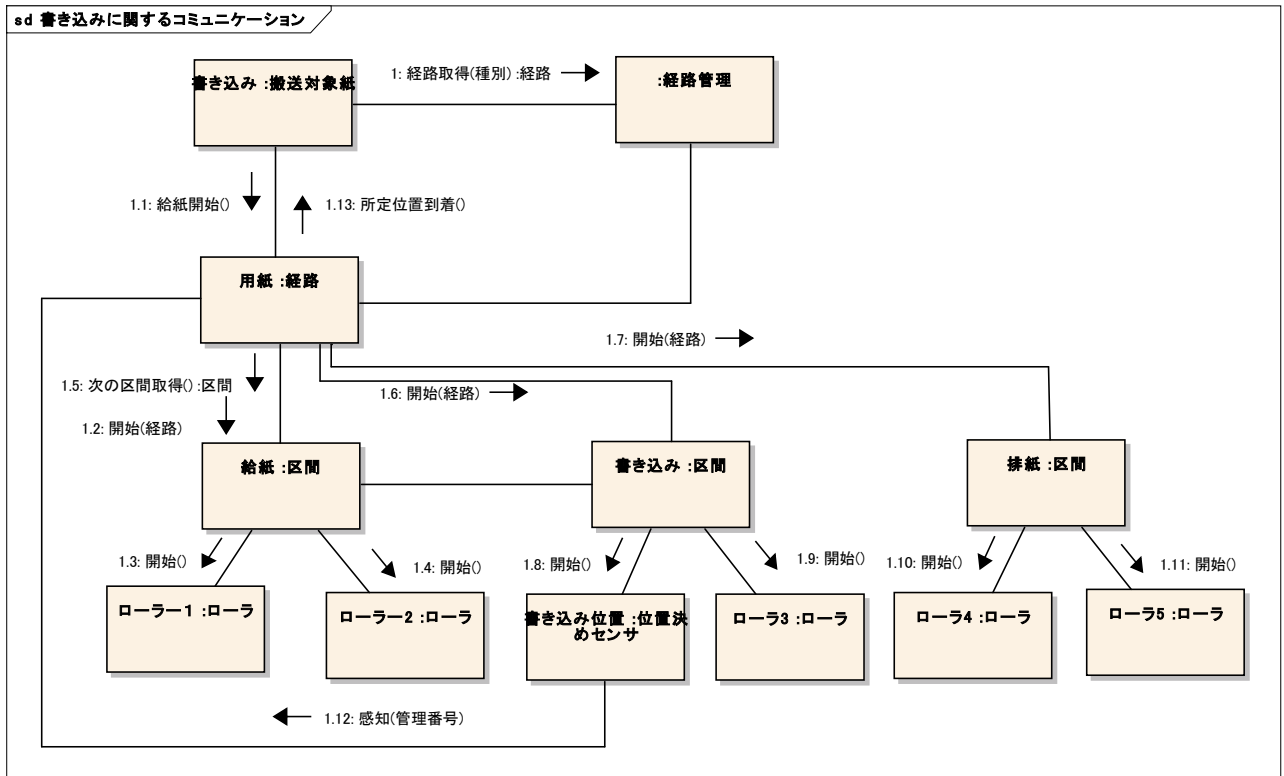 sd 書き込みに関するコミュニケーション
書き込み :搬送対象紙
1: 経路取得(種別) :経路
:経路管理
1.1: 給紙開始()
1.13: 所定位置到着()
用紙 :経路
1.7: 開始(経路)
1.5: 次の区間取得() :区間
1.6: 開始(経路)
1.2: 開始(経路)
給紙 :区間
書き込み :区間
排紙 :区間
1.3: 開始()
1.4: 開始()
1.8: 開始()
1.9: 開始()
1.10: 開始()
1.11: 開始()
ローラー1 :ローラ
ローラー2 :ローラ
書き込み位置 :位置決
めセンサ
ローラ3 :ローラ
ローラ4 :ローラ
ローラ5 :ローラ
1.12: 感知(管理番号)